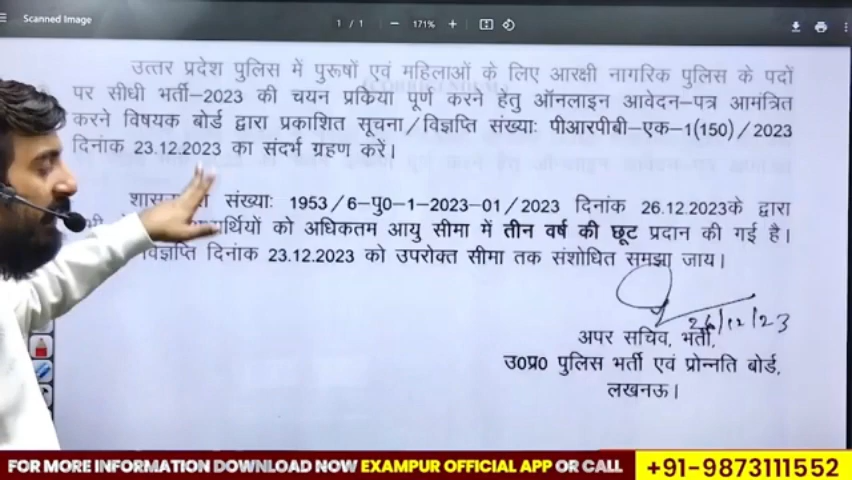 Scanned Image
1 / 1 − 171% +
उत्तर प्रदेश पुलिस में पुरूषों एवं महिलाओं के लिए आरक्षी नागरिक पुलिस के पदों
पर सीधी भर्ती–2023 की चयन प्रकिया पूर्ण करने हेतु ऑनलाइन आवेदन–पत्र आमंत्रित
करने विषयक बोर्ड द्वारा प्रकाशित सूचना/विज्ञप्ति संख्याः पीआरपीबी–एक–1(150)/2023
दिनांक 23.12.2023 का संदर्भ ग्रहण करें।
संख्याः 1953/6–पु0–1–2023–01/2023 दिनांक 26.12.2023के द्वारा
को अधिकतम आयु सीमा में तीन वर्ष की छूट प्रदान की गई है।
विज्ञप्ति दिनांक 23.12.2023 को उपरोक्त सीमा तक संशोधित समझा जाय।
26/12/23
अपर सचिव, भर्ती,
उ0प्र0 पुलिस भर्ती एवं प्रोन्नति बोर्ड,
लखनऊ।
FOR MORE INFORMATION DOWNLOAD NOW EXAMPUR OFFICIAL APP OR CALL +91-9873111552